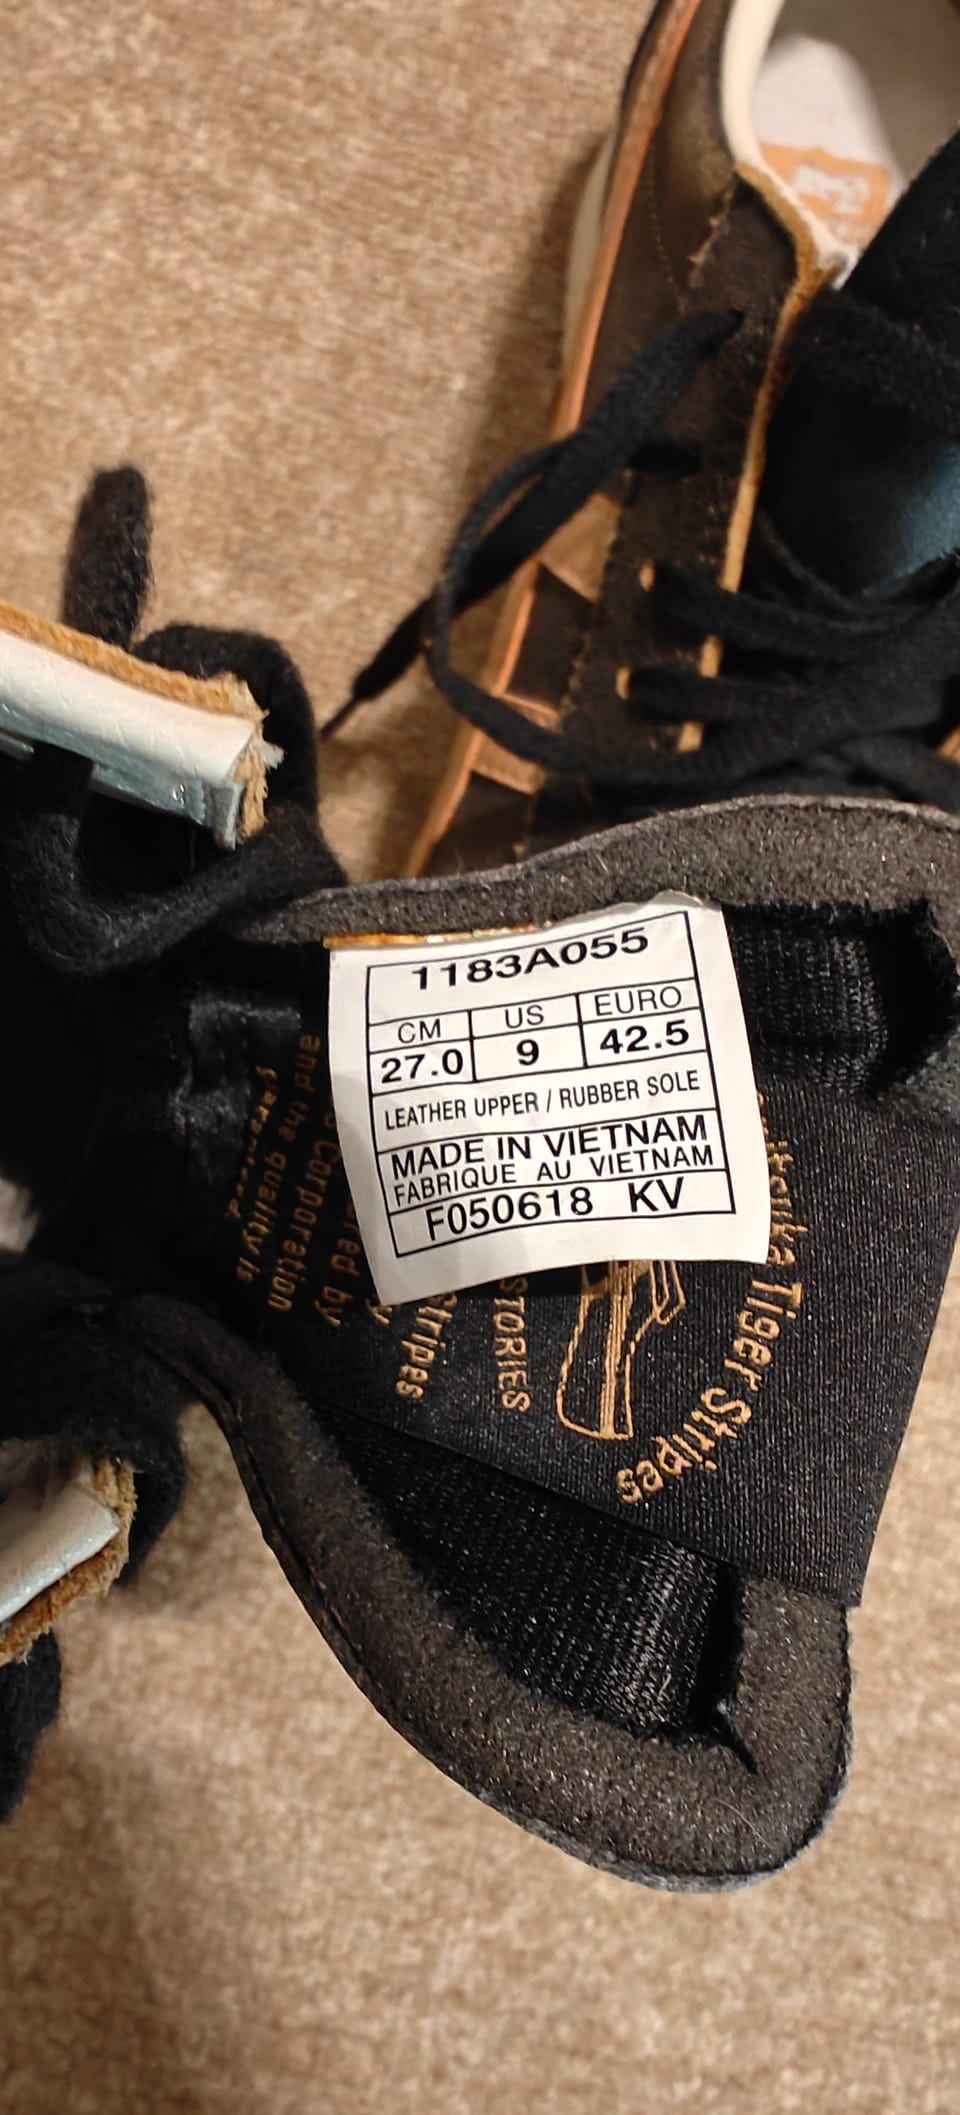 1183A055
CM US EURO
27.0 9 42.5
LEATHER UPPER / RUBBER SOLE
MADE IN VIETNAM
FABRIQUE AU VIETNAM
F050618 KV
Tiger Stripes
STORIES
Stripes
by
Corporation
and the quality is